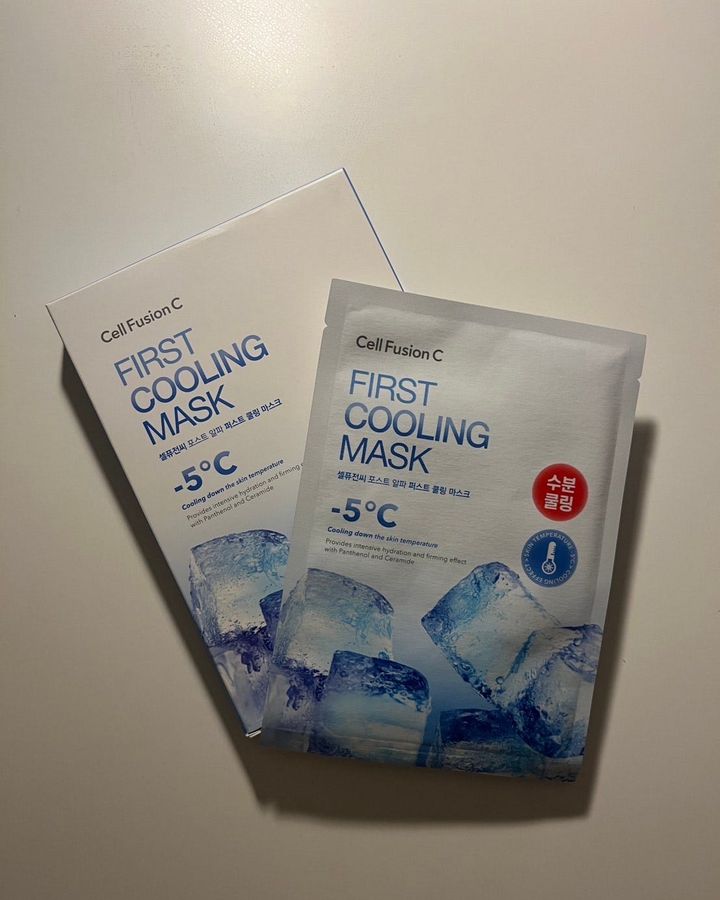 Cell Fusion C
FIRST
COOLING
MASK
셀퓨전씨 포스트 알파 퍼스트 쿨링 마스크
-5°C
Cooling down the skin temperature
Provides intensive hydration and firming
with Panthenol and Ceramide
Cell Fusion C
FIRST
COOLING
MASK
셀퓨전씨 포스트 알파 퍼스트 쿨링 마스크
-5°C
Cooling down the skin temperature
Provides intensive hydration and firming effect
with Panthenol and Ceramide
수분
쿨링
SKIN TEMPERATURE
COOLING EFFECT